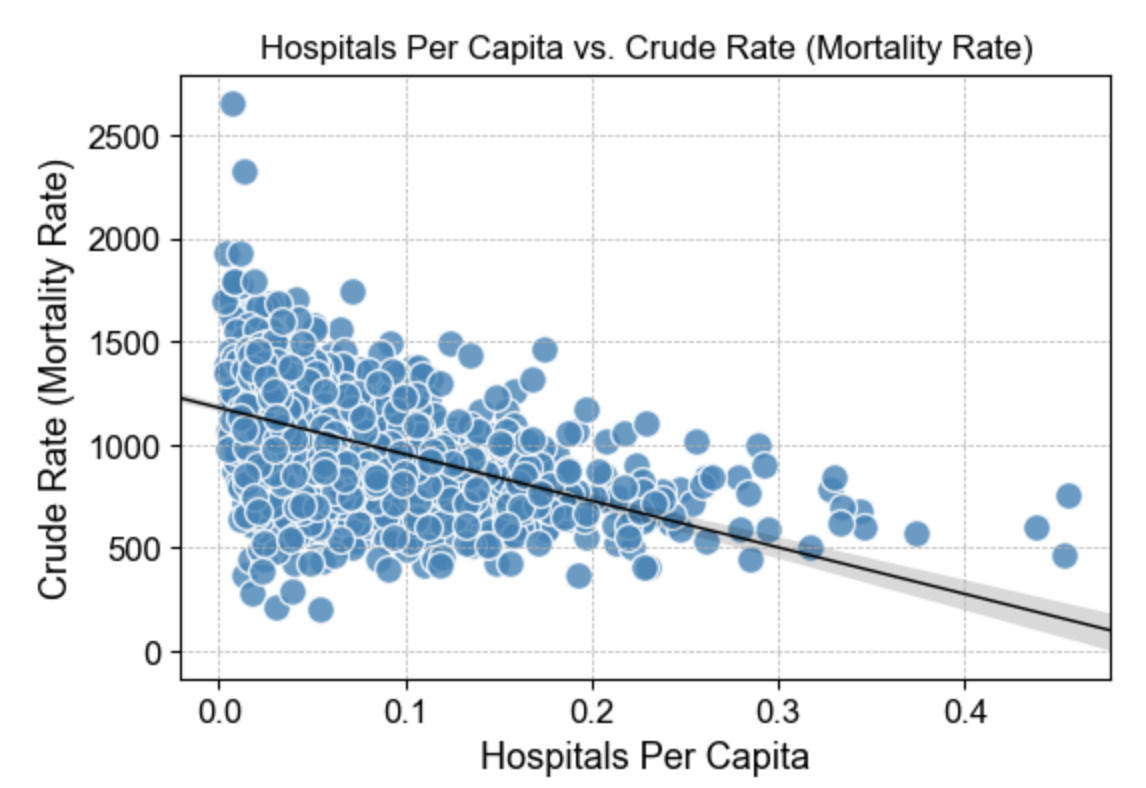 Hospitals Per Capita vs. Crude Rate (Mortality Rate)
Crude Rate (Mortality Rate)
2500
2000
1500
1000
500
0
0.0 0.1 0.2 0.3 0.4
Hospitals Per Capita